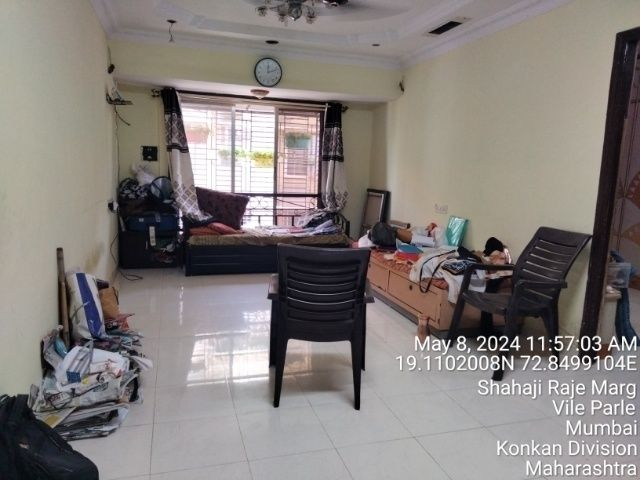 May 8, 2024 11:57:03 AM
19.1102008N 72.8499104E
Shahaji Raje Marg
Vile Parle
Mumbai
Konkan Division
Maharashtra